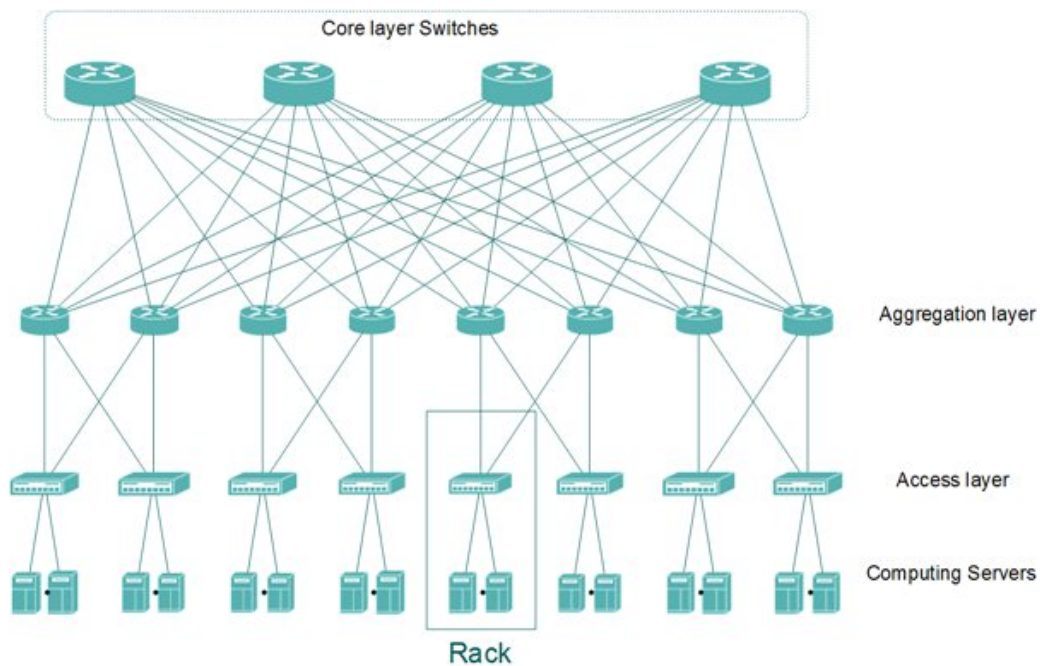 Core layer Switches
Aggregation layer
Access layer
Computing Servers
Rack